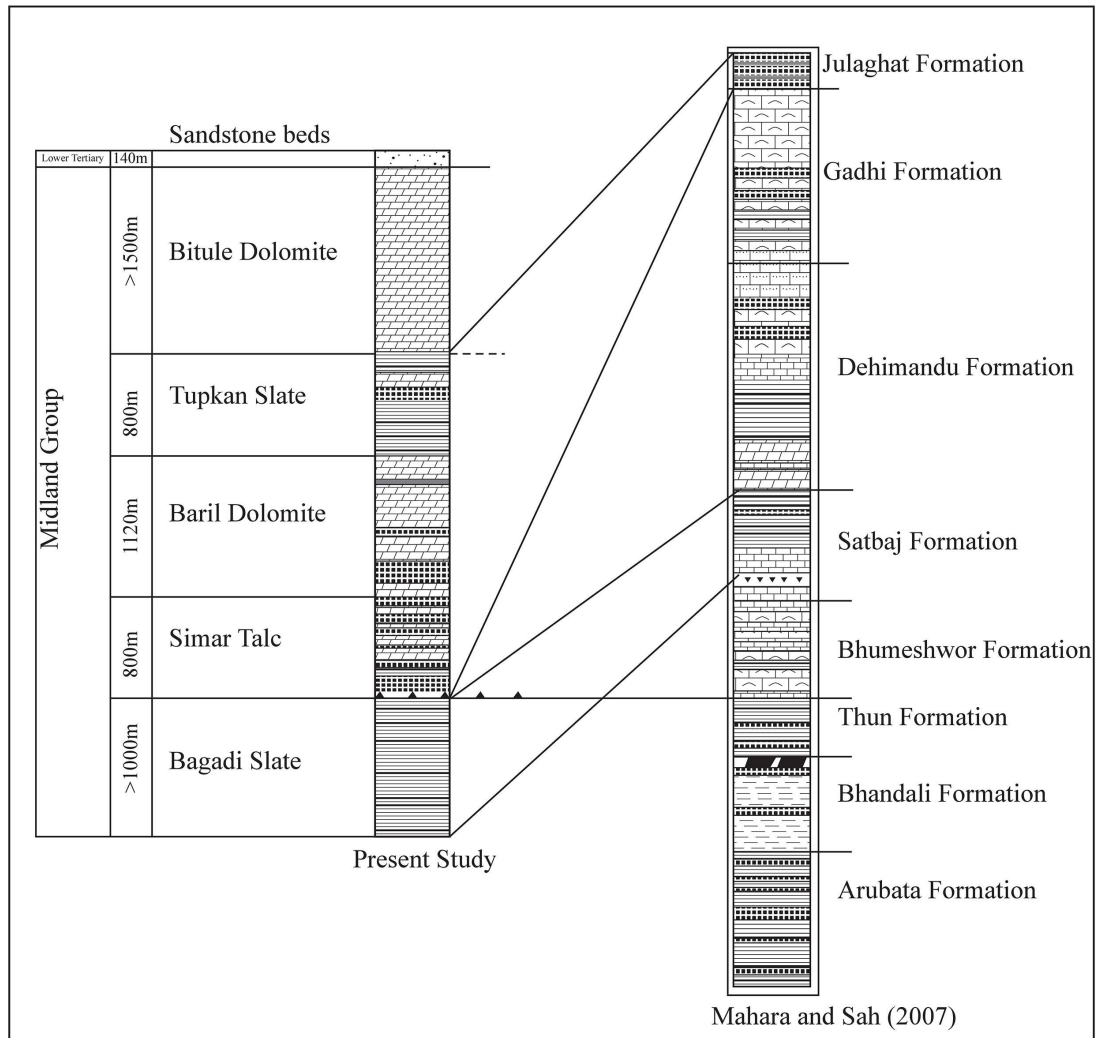 Sandstone beds
Lower Tertiary
140m
>1500m
Bitule Dolomite
Tupkan Slate
800m
Midland Group
1120m
Baril Dolomite
Simar Talc
800m
>1000m
Bagadi Slate
Present Study
Julaghat Formation
Gadhi Formation
Dehimandu Formation
Satbaj Formation
Bhumeshwor Formation
Thun Formation
Bhandali Formation
Arubata Formation
Mahara and Sah (2007)